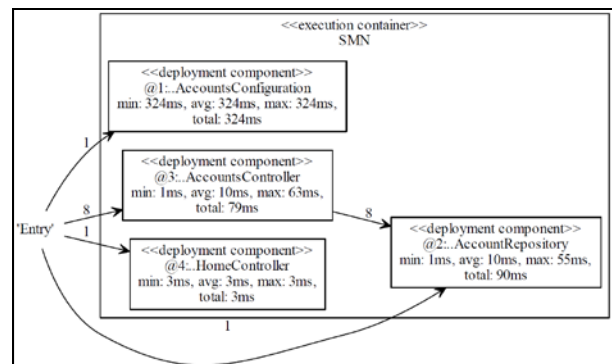 <<execution container>>
SMN
<<deployment component>>
@1:..AccountsConfiguration
min: 324ms, avg: 324ms, max: 324ms,
total: 324ms
1
<<deployment component>>
@3:..AccountsController
min: 1ms, avg: 10ms, max: 63ms,
total: 79ms
8
8
'Entry'
1
<<deployment component>>
@2:..AccountRepository
min: 1ms, avg: 10ms, max: 55ms,
total: 90ms
<<deployment component>>
@4:..HomeController
min: 3ms, avg: 3ms, max: 3ms,
total: 3ms
1